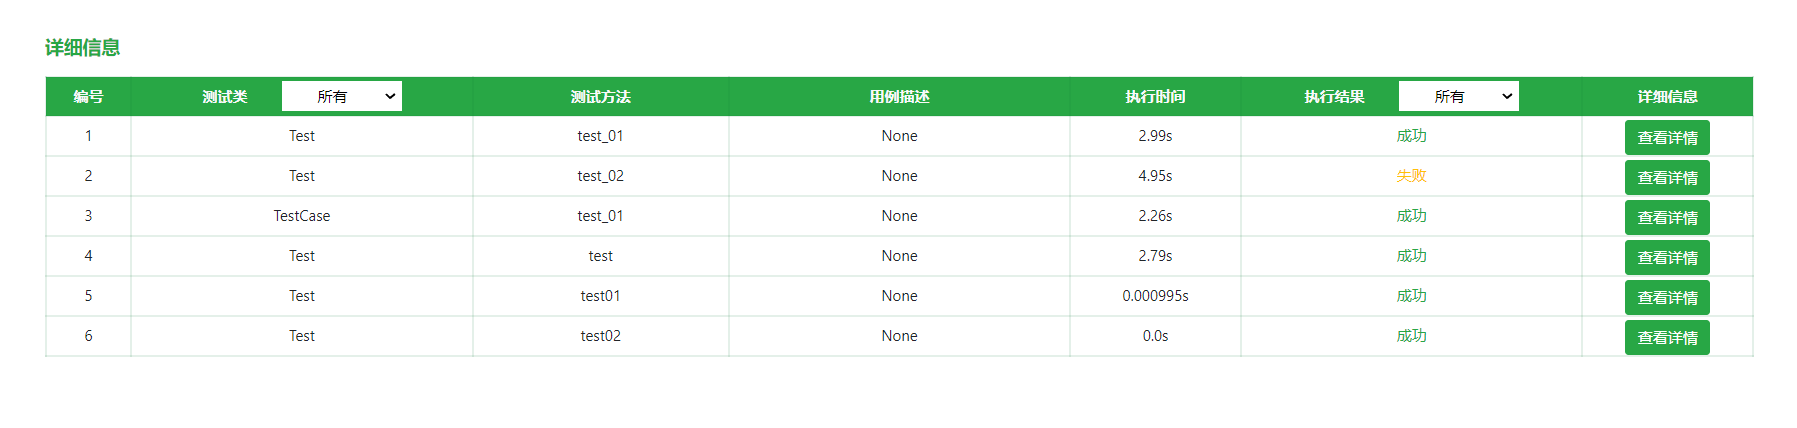 详细信息
编号 测试类 所有 测试方法 用例描述 执行时间 执行结果 所有 详细信息
1 Test test_01 None 2.99s 成功 查看详情
2 Test test_02 None 4.95s 失败 查看详情
3 TestCase test_01 None 2.26s 成功 查看详情
4 Test test None 2.79s 成功 查看详情
5 Test test01 None 0.000995s 成功 查看详情
6 Test test02 None 0.0s 成功 查看详情